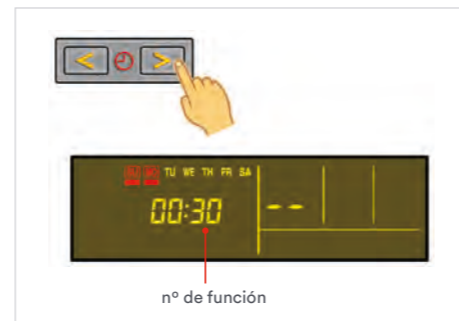 < >
SU MO TU WE TH FR SA
00:30 --
nº de función